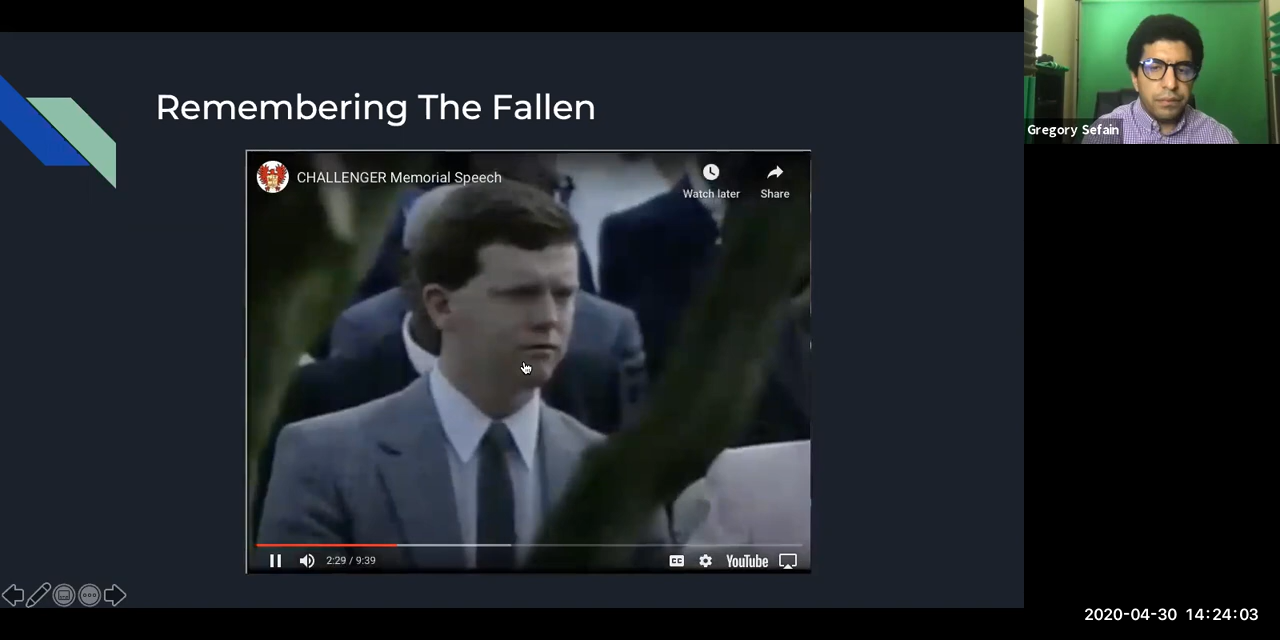 Remembering The Fallen
CHALLENGER Memorial Speech
Watch later
Share
2:29 / 9:39
CC
YouTube
Gregory Sefain
2020-04-30 14:24:03